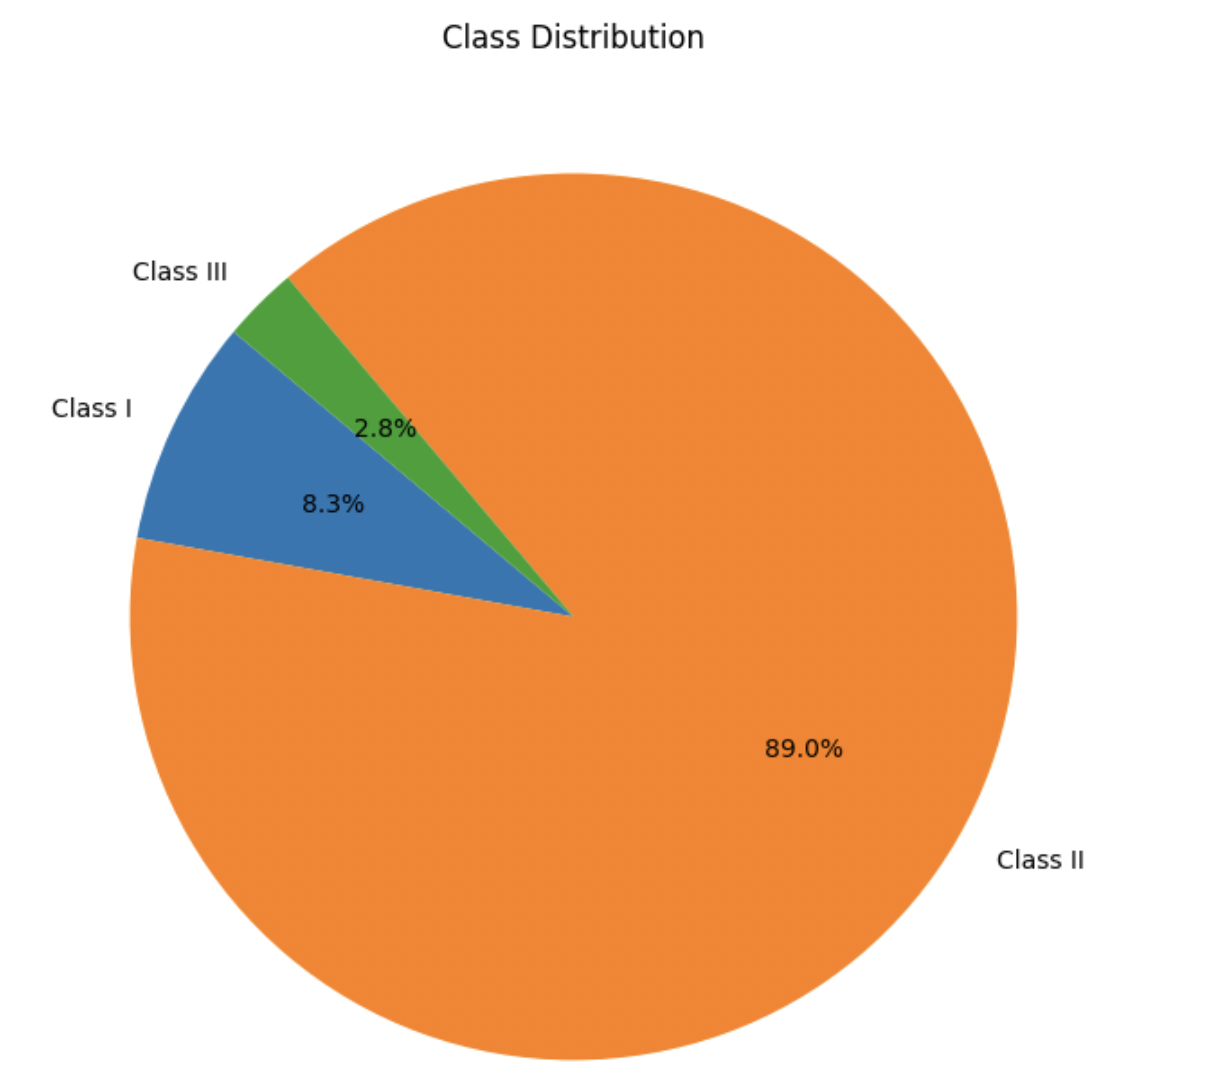 Class Distribution
Class III
Class I
2.8%
8.3%
89.0%
Class II